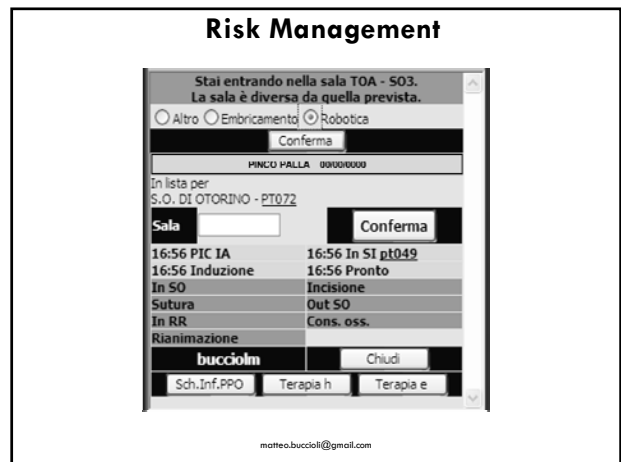 Risk Management
Stai entrando nella sala TOA - SO3.
La sala è diversa da quella prevista.
Altro Embricamento Robotica
Conferma
PINCO PALLA 00/00/0000
In lista per
S.O. DI OTORINO - PT072
Sala Conferma
16:56 PIC IA 16:56 In SI pt049
16:56 Induzione 16:56 Pronto
In SO Incisione
Sutura Out SO
In RR Cons. oss.
Rianimazione
bucciolm Chiudi
Sch.Inf.PPO Terapia h Terapia e
matteo.buccioli@gmail.com